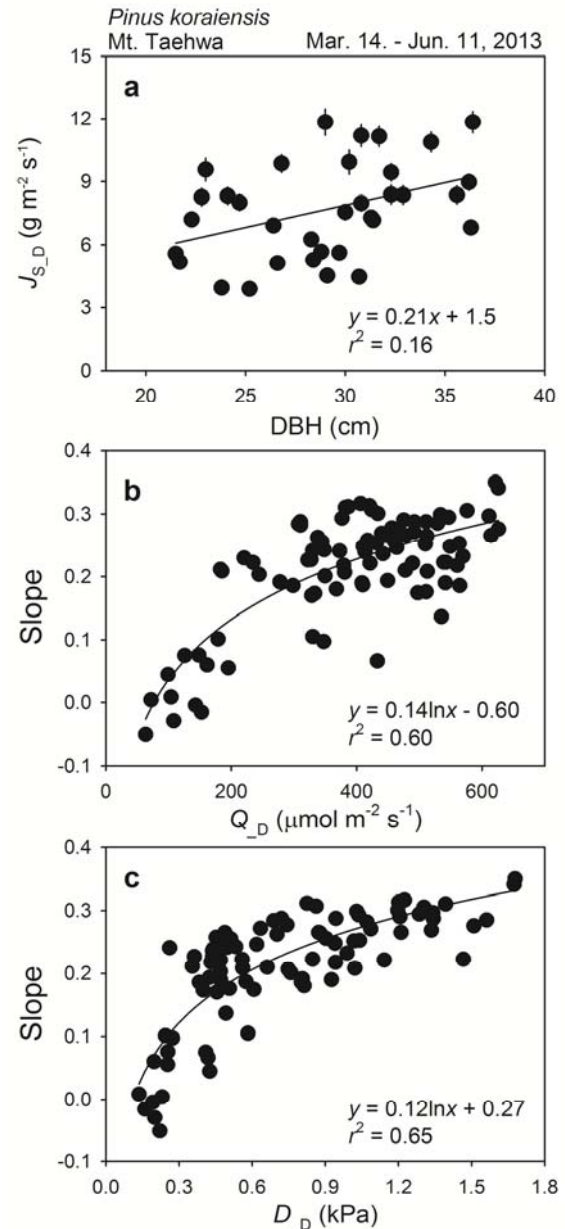 Pinus koraiensis
Mt. Taehwa Mar. 14. - Jun. 11, 2013
a
15
12
9
6
3
0
J_S_D (g m⁻² s⁻¹)
y = 0.21x + 1.5
r² = 0.16
20 25 30 35 40
DBH (cm)
b
0.4
0.3
0.2
0.1
0.0
-0.1
Slope
y = 0.14lnx - 0.60
r² = 0.60
0 200 400 600
Q_D (μmol m⁻² s⁻¹)
c
0.4
0.3
0.2
0.1
0.0
-0.1
Slope
y = 0.12lnx + 0.27
r² = 0.65
0.0 0.3 0.6 0.9 1.2 1.5 1.8
D_D (kPa)